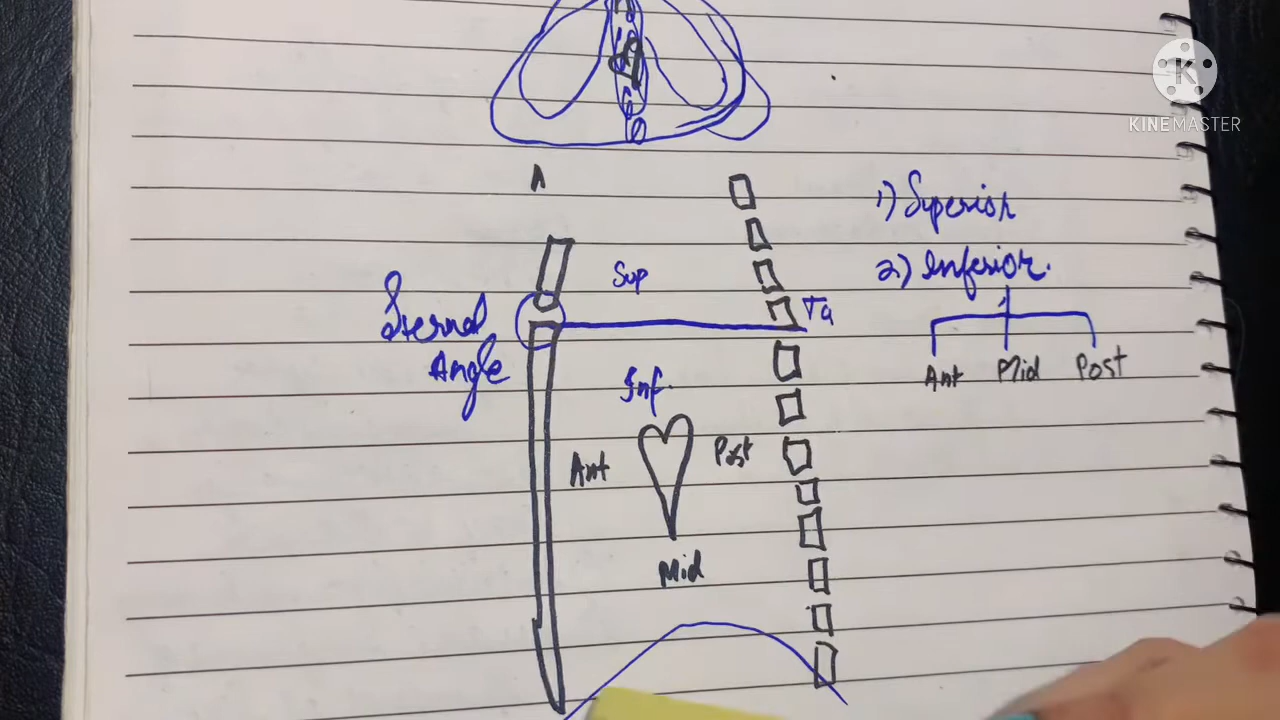 K
KINEMASTER
A
1) Superior
Sup
2) Inferior.
Sternal
Angle
T4
Ant Mid Post
Inf.
Ant
Post
Mid